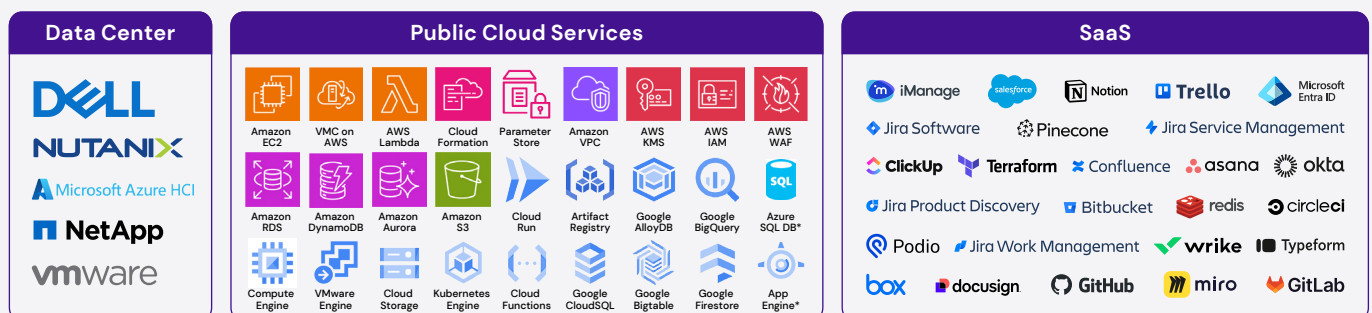 Data Center
DELL
NUTANIX
Microsoft Azure HCI
NetApp
vmware
Public Cloud Services
Amazon EC2
VMC on AWS
AWS Lambda
Cloud Formation
Parameter Store
Amazon VPC
AWS KMS
AWS IAM
AWS WAF
SQL
Amazon RDS
Amazon DynamoDB
Amazon Aurora
Amazon S3
Cloud Run
Artifact Registry
Google AlloyDB
Google BigQuery
Azure SQL DB*
Compute Engine
VMware Engine
Cloud Storage
Kubernetes Engine
Cloud Functions
Google CloudSQL
Google Bigtable
Google Firestore
App Engine*
SaaS
m iManage
salesforce
Notion
Trello
Microsoft Entra ID
Jira Software
Pinecone
Jira Service Management
ClickUp
Terraform
Confluence
asana
okta
Jira Product Discovery
Bitbucket
redis
circleci
Podio
Jira Work Management
wrike
Typeform
box
docusign
GitHub
miro
GitLab